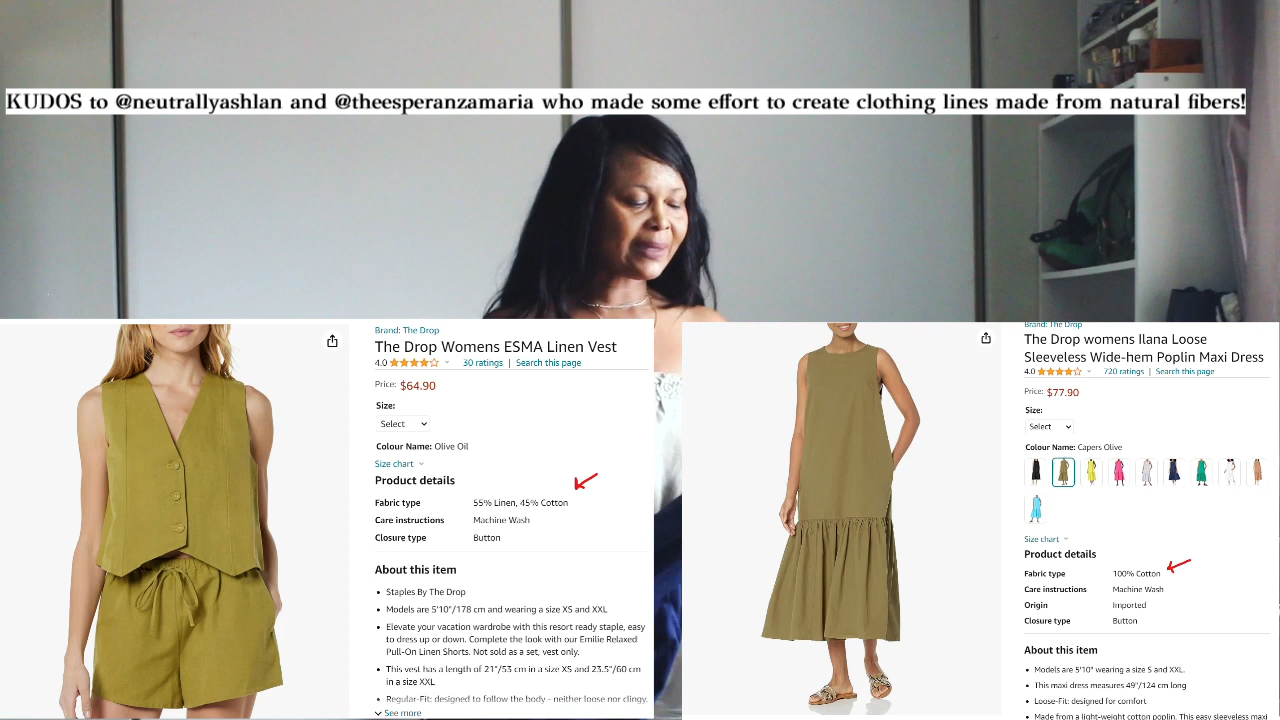 KUDOS to @neutrallyashlan and @theesperanzamaria who made some effort to create clothing lines made from natural fibers!
Brand: The Drop
The Drop Womens ESMA Linen Vest
4.0 30 ratings | Search this page
Price: $64.90
Size:
Select
Colour Name: Olive Oil
Size chart
Product details
Fabric type 55% Linen, 45% Cotton
Care instructions Machine Wash
Closure type Button
About this item
• Staples By The Drop
• Models are 5'10"/178 cm and wearing a size XS and XXL
• Elevate your vacation wardrobe with this resort ready staple, easy
to dress up or down. Complete the look with our Emilie Relaxed
Pull-On Linen Shorts. Not sold as a set, vest only.
• This vest has a length of 21"/53 cm in a size XS and 23.5"/60 cm
in a size XXL
• Regular-Fit: designed to follow the body - neither loose nor clingy.
See more
Brand: The Drop
The Drop womens Ilana Loose
Sleeveless Wide-hem Poplin Maxi Dress
4.0 720 ratings | Search this page
Price: $77.90
Size:
Select
Colour Name: Capers Olive
Size chart
Product details
Fabric type 100% Cotton
Care instructions Machine Wash
Origin Imported
Closure type Button
About this item
• Models are 5'10" wearing a size S and XXL.
• This maxi dress measures 49"/124 cm long
• Loose-Fit: designed for comfort
• Made from a light-weight cotton poplin. This easy sleeveless maxi